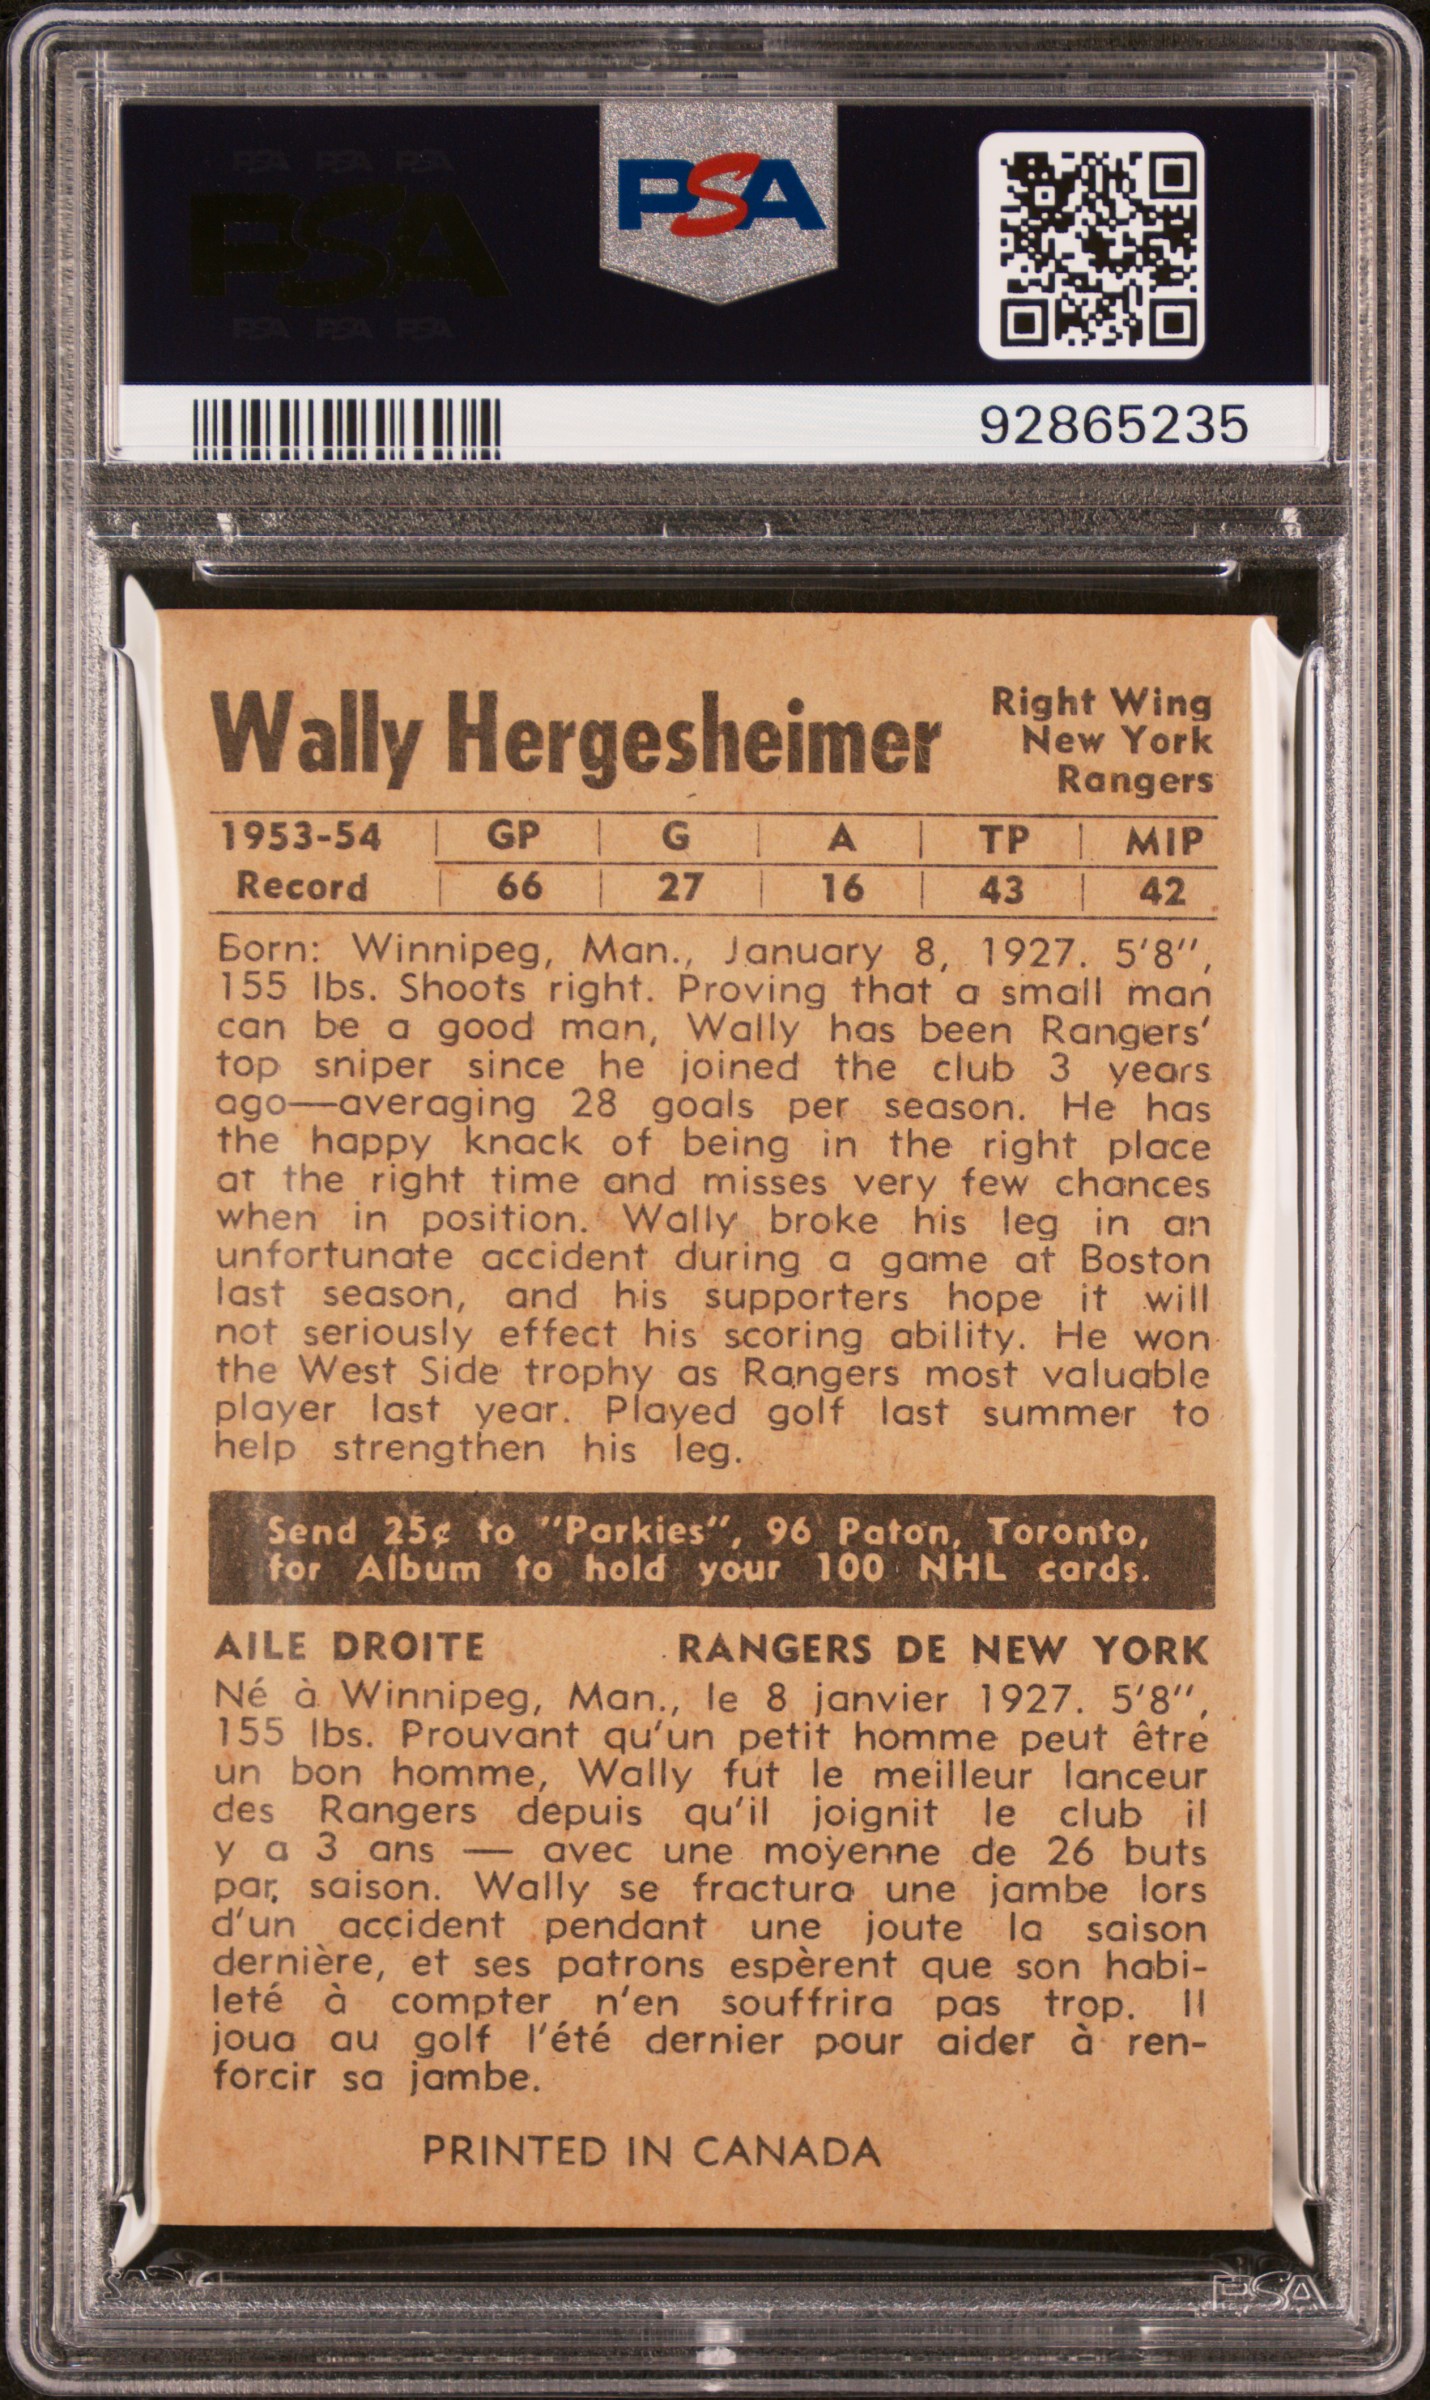 PSA PSA PSA
PSA
PSA PSA PSA
PSA
92865235
Wally Hergesheimer
Right Wing
New York
Rangers
1953-54 | GP | G | A | TP | MIP
Record | 66 | 27 | 16 | 43 | 42
Born: Winnipeg, Man., January 8, 1927. 5'8",
155 lbs. Shoots right. Proving that a small man
can be a good man, Wally has been Rangers'
top sniper since he joined the club 3 years
ago—averaging 28 goals per season. He has
the happy knack of being in the right place
at the right time and misses very few chances
when in position. Wally broke his leg in an
unfortunate accident during a game at Boston
last season, and his supporters hope it will
not seriously effect his scoring ability. He won
the West Side trophy as Rangers most valuable
player last year. Played golf last summer to
help strengthen his leg.
Send 25¢ to "Parkies", 96 Paton, Toronto,
for Album to hold your 100 NHL cards.
AILE DROITE RANGERS DE NEW YORK
Né à Winnipeg, Man., le 8 janvier 1927. 5'8",
155 lbs. Prouvant qu'un petit homme peut être
un bon homme, Wally fut le meilleur lanceur
des Rangers depuis qu'il joignit le club il
y a 3 ans — avec une moyenne de 26 buts
par saison. Wally se fractura une jambe lors
d'un accident pendant une joute la saison
dernière, et ses patrons espèrent que son habi-
leté à compter n'en souffrira pas trop. Il
joua au golf l'été dernier pour aider à ren-
forcir sa jambe.
PRINTED IN CANADA
PSA